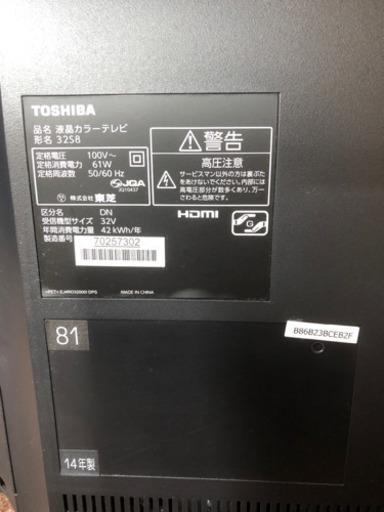 TOSHIBA
品名 液晶カラーテレビ
形名 32S8
定格電圧 100V～
定格消費電力 61W
定格周波数 50/60 Hz
JQA
株式会社 東芝
区分名 DN
受信機型サイズ 32V
年間消費電力量 42 kWh/年
製造番号 70257302
MADE IN CHINA
警告
高圧注意
サービスマン以外の方は裏ぶた
をあけないでください。内部には
高電圧部分が数多くあり、万一
さわると危険です。
HDMI
B86B23BCEB2F
81
14年製